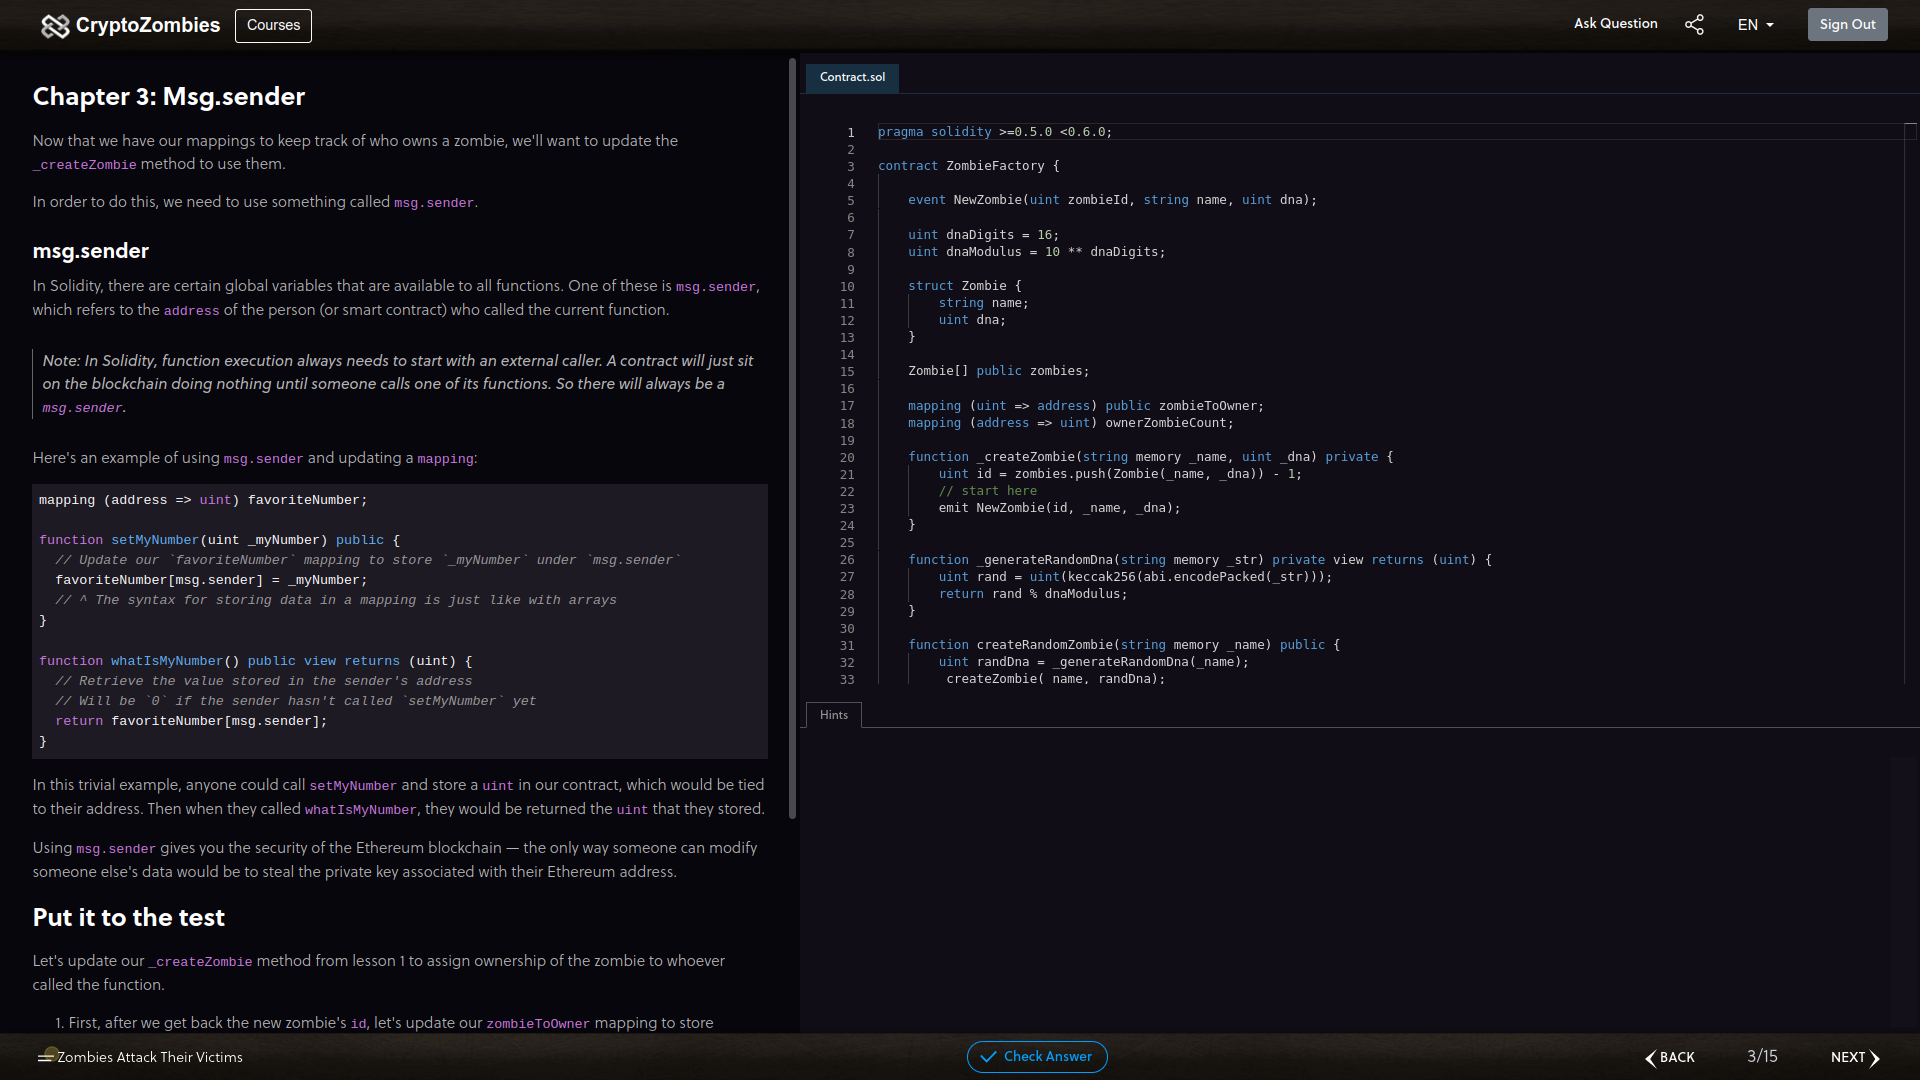 CryptoZombies
Courses
Ask Question
EN
Sign Out
Chapter 3: Msg.sender
Now that we have our mappings to keep track of who owns a zombie, we'll want to update the
_createZombie method to use them.
In order to do this, we need to use something called msg.sender.
msg.sender
In Solidity, there are certain global variables that are available to all functions. One of these is msg.sender,
which refers to the address of the person (or smart contract) who called the current function.
Note: In Solidity, function execution always needs to start with an external caller. A contract will just sit
on the blockchain doing nothing until someone calls one of its functions. So there will always be a
msg.sender.
Here's an example of using msg.sender and updating a mapping:
mapping (address => uint) favoriteNumber;
function setMyNumber(uint _myNumber) public {
// Update our `favoriteNumber` mapping to store `_myNumber` under `msg.sender`
favoriteNumber[msg.sender] = _myNumber;
// ^ The syntax for storing data in a mapping is just like with arrays
}
function whatIsMyNumber() public view returns (uint) {
// Retrieve the value stored in the sender's address
// Will be `0` if the sender hasn't called `setMyNumber` yet
return favoriteNumber[msg.sender];
}
In this trivial example, anyone could call setMyNumber and store a uint in our contract, which would be tied
to their address. Then when they called whatIsMyNumber, they would be returned the uint that they stored.
Using msg.sender gives you the security of the Ethereum blockchain — the only way someone can modify
someone else's data would be to steal the private key associated with their Ethereum address.
Put it to the test
Let's update our _createZombie method from lesson 1 to assign ownership of the zombie to whoever
called the function.
1. First, after we get back the new zombie's id, let's update our zombieToOwner mapping to store
Contract.sol
1 pragma solidity >=0.5.0 <0.6.0;
2
3 contract ZombieFactory {
4
5 event NewZombie(uint zombieId, string name, uint dna);
6
7 uint dnaDigits = 16;
8 uint dnaModulus = 10 ** dnaDigits;
9
10 struct Zombie {
11 string name;
12 uint dna;
13 }
14
15 Zombie[] public zombies;
16
17 mapping (uint => address) public zombieToOwner;
18 mapping (address => uint) ownerZombieCount;
19
20 function _createZombie(string memory _name, uint _dna) private {
21 uint id = zombies.push(Zombie(_name, _dna)) - 1;
22 // start here
23 emit NewZombie(id, _name, _dna);
24 }
25
26 function _generateRandomDna(string memory _str) private view returns (uint) {
27 uint rand = uint(keccak256(abi.encodePacked(_str)));
28 return rand % dnaModulus;
29 }
30
31 function createRandomZombie(string memory _name) public {
32 uint randDna = _generateRandomDna(_name);
33 createZombie( name, randDna);
Hints
Zombies Attack Their Victims
Check Answer
BACK
3/15
NEXT